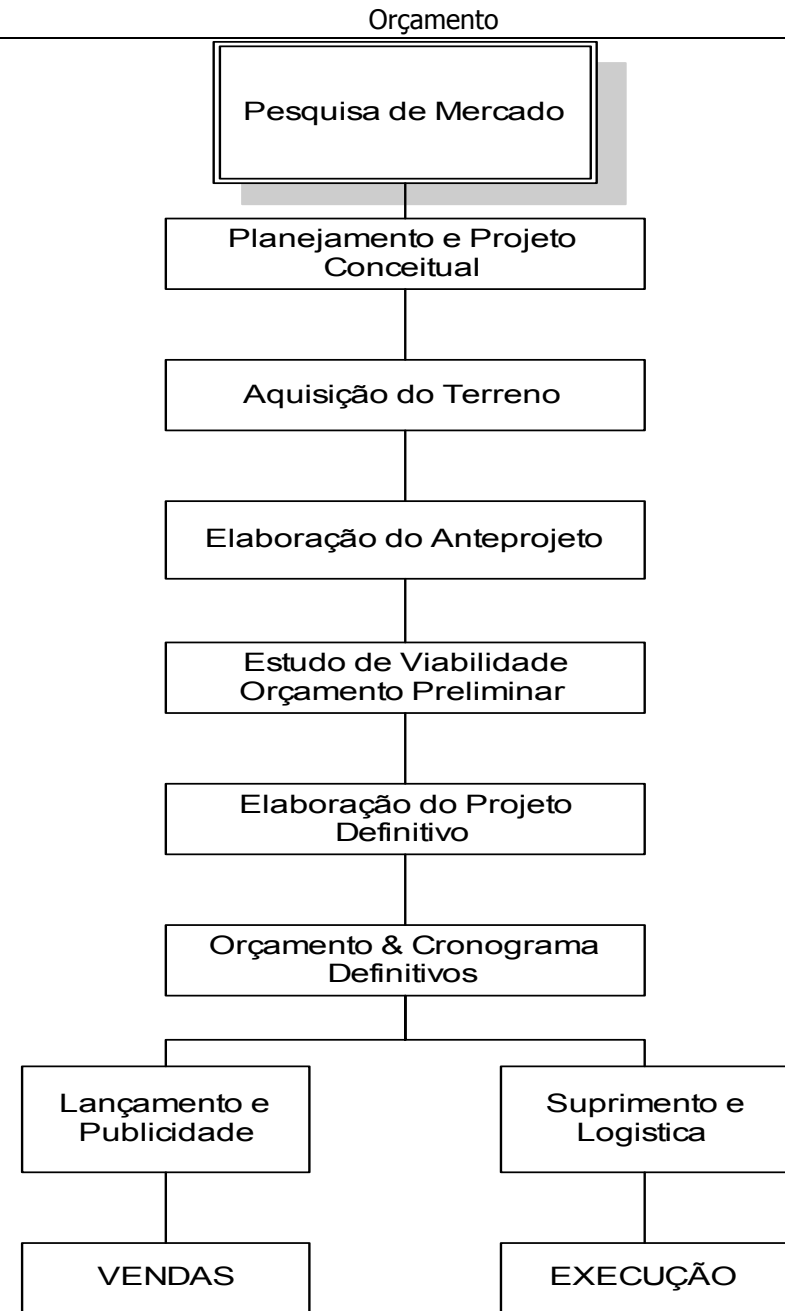 Orçamento
Pesquisa de Mercado
Planejamento e Projeto
Conceitual
Aquisição do Terreno
Elaboração do Anteprojeto
Estudo de Viabilidade
Orçamento Preliminar
Elaboração do Projeto
Definitivo
Orçamento & Cronograma
Definitivos
Lançamento e
Publicidade
Suprimento e
Logistica
VENDAS
EXECUÇÃO